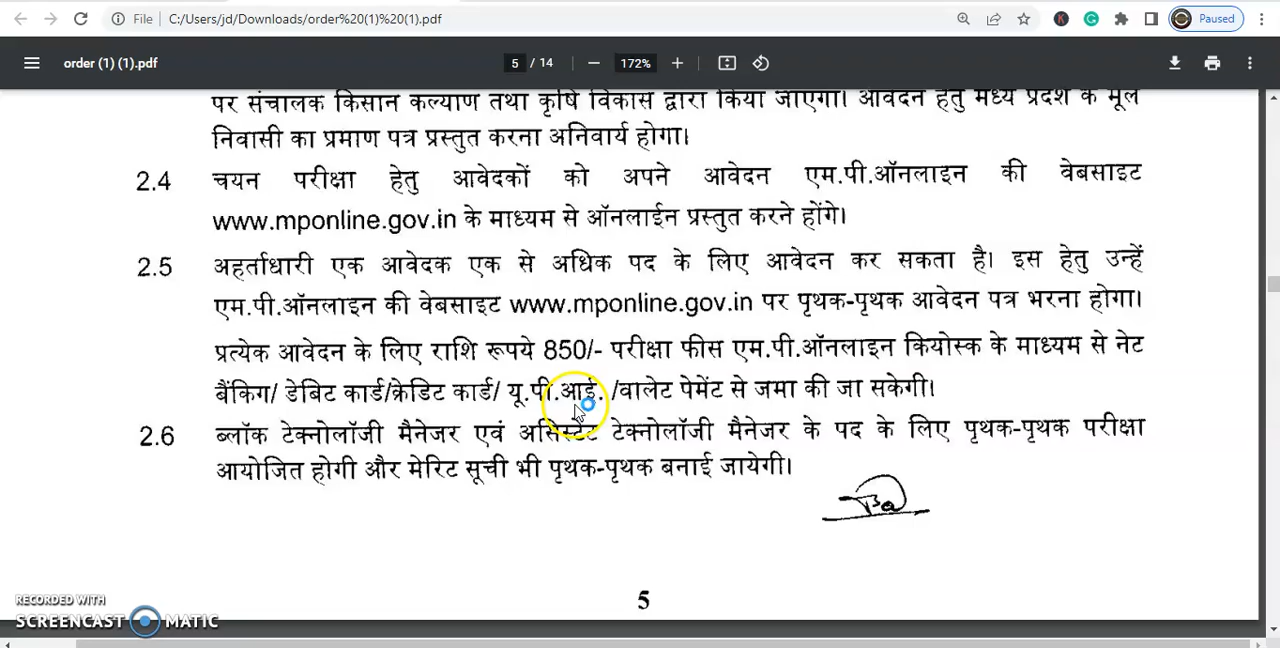 File C:/Users/jd/Downloads/order%20(1)%20(1).pdf Paused
order (1) (1).pdf 5 / 14 172%
पर संचालक किसान कल्याण तथा कृषि विकास द्वारा किया जाएगा। आवेदन हेतु मध्य प्रदेश के मूल
निवासी का प्रमाण पत्र प्रस्तुत करना अनिवार्य होगा।
2.4 चयन परीक्षा हेतु आवेदकों को अपने आवेदन एम.पी.ऑनलाइन की वेबसाइट
www.mponline.gov.in के माध्यम से ऑनलाईन प्रस्तुत करने होंगे।
2.5 अहर्ताधारी एक आवेदक एक से अधिक पद के लिए आवेदन कर सकता है। इस हेतु उन्हें
एम.पी.ऑनलाइन की वेबसाइट www.mponline.gov.in पर पृथक-पृथक आवेदन पत्र भरना होगा।
प्रत्येक आवेदन के लिए राशि रूपये 850/- परीक्षा फीस एम.पी.ऑनलाइन कियोस्क के माध्यम से नेट
बैंकिग/ डेबिट कार्ड/क्रेडिट कार्ड/ यू.पी.आई. /वालेट पेमेंट से जमा की जा सकेगी।
2.6 ब्लॉक टेक्नोलॉजी मैनेजर एवं असिस्टेंट टेक्नोलॉजी मैनेजर के पद के लिए पृथक-पृथक परीक्षा
आयोजित होगी और मेरिट सूची भी पृथक-पृथक बनाई जायेगी।
5
RECORDED WITH
SCREENCAST MATIC